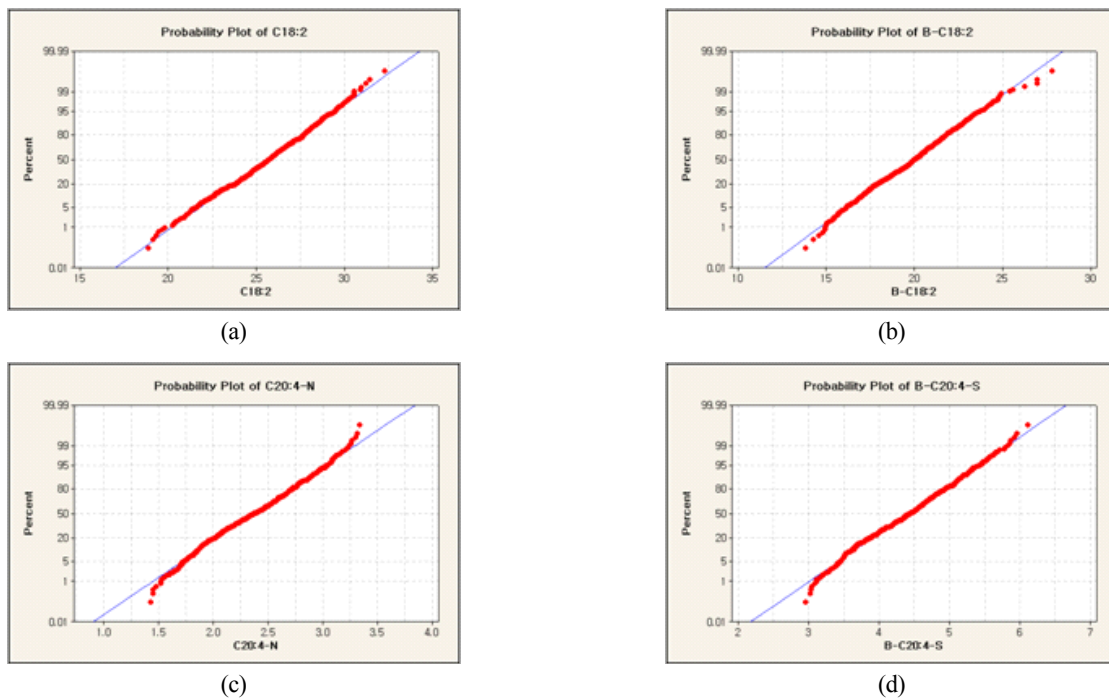 Probability Plot of C18:2
99.99
99
95
80
50
20
5
1
0.01
Percent
15 20 25 30 35
C18:2
(a)
Probability Plot of B-C18:2
99.99
99
95
80
50
20
5
1
0.01
Percent
10 15 20 25 30
B-C18:2
(b)
Probability Plot of C20:4-N
99.99
99
95
80
50
20
5
1
0.01
Percent
1.0 1.5 2.0 2.5 3.0 3.5 4.0
C20:4-N
(c)
Probability Plot of B-C20:4-S
99.99
99
95
80
50
20
5
1
0.01
Percent
2 3 4 5 6 7
B-C20:4-S
(d)